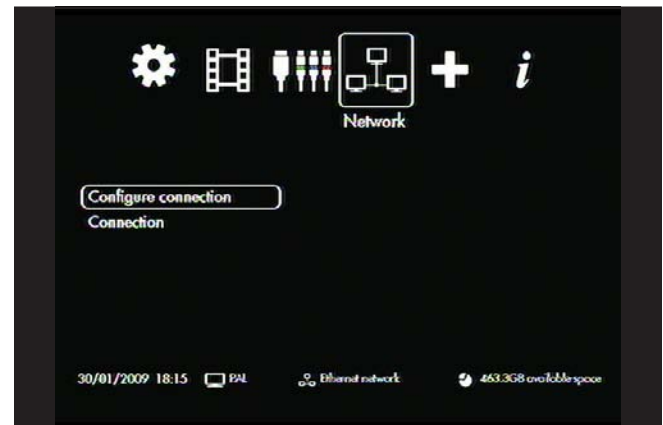 Network
Configure connection
Connection
30/01/2009 18:15 PAL Ethernet network 463.3GB available space